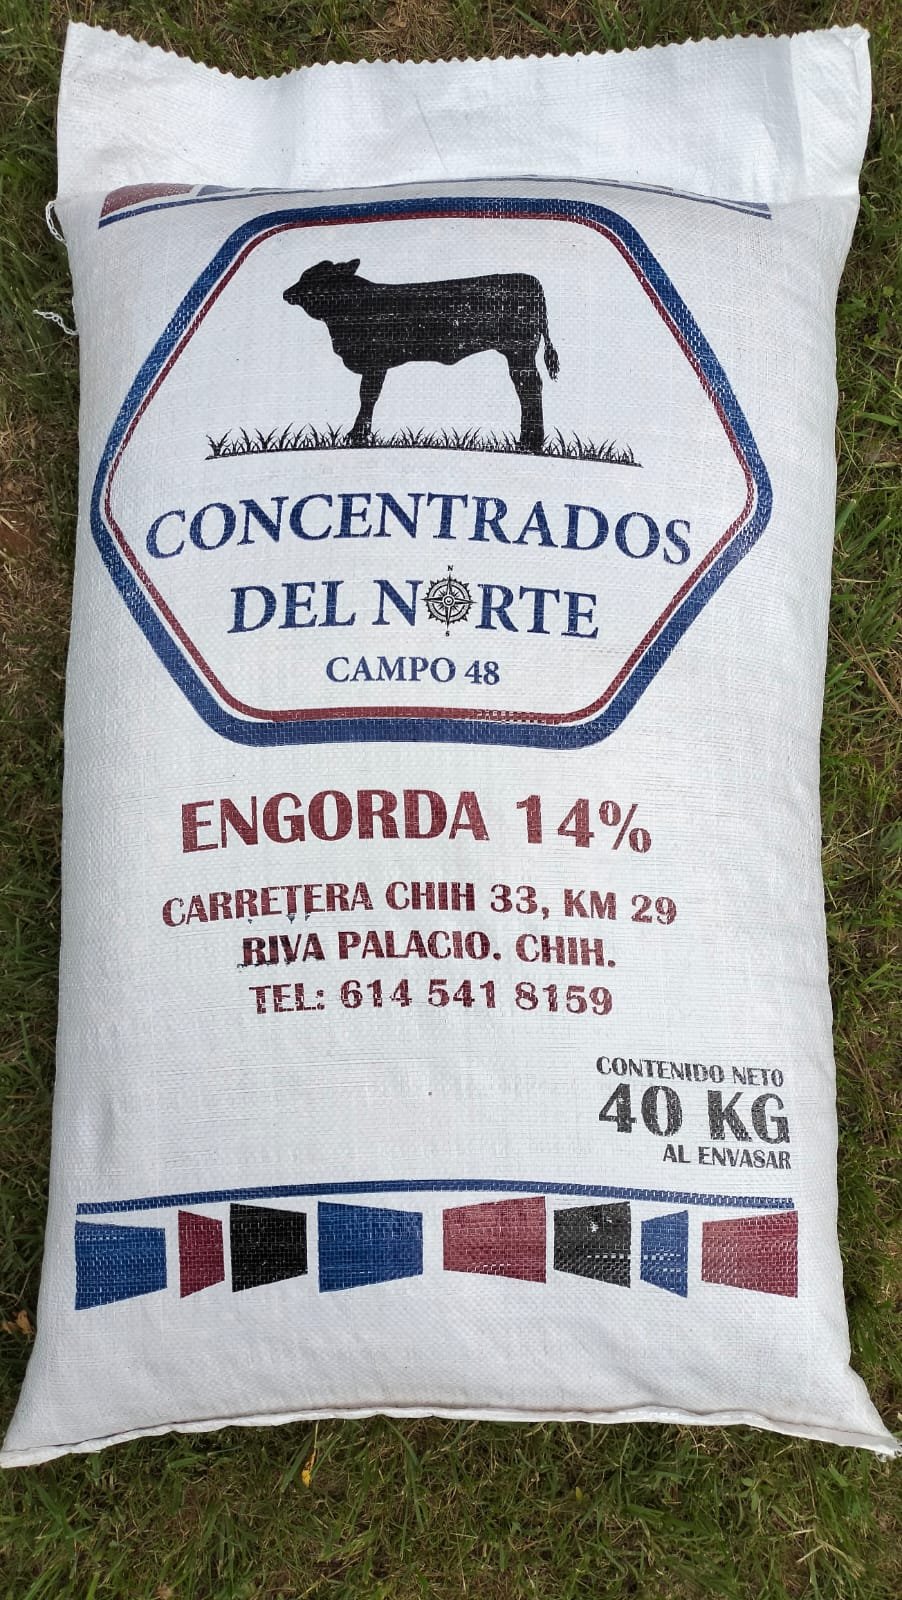 CONCENTRADOS
DEL NORTE
CAMPO 48
ENGORDA 14%
CARRETERA CHIH 33, KM 29
RIVA PALACIO. CHIH.
TEL: 614 541 8159
CONTENIDO NETO
40 KG
AL ENVASAR